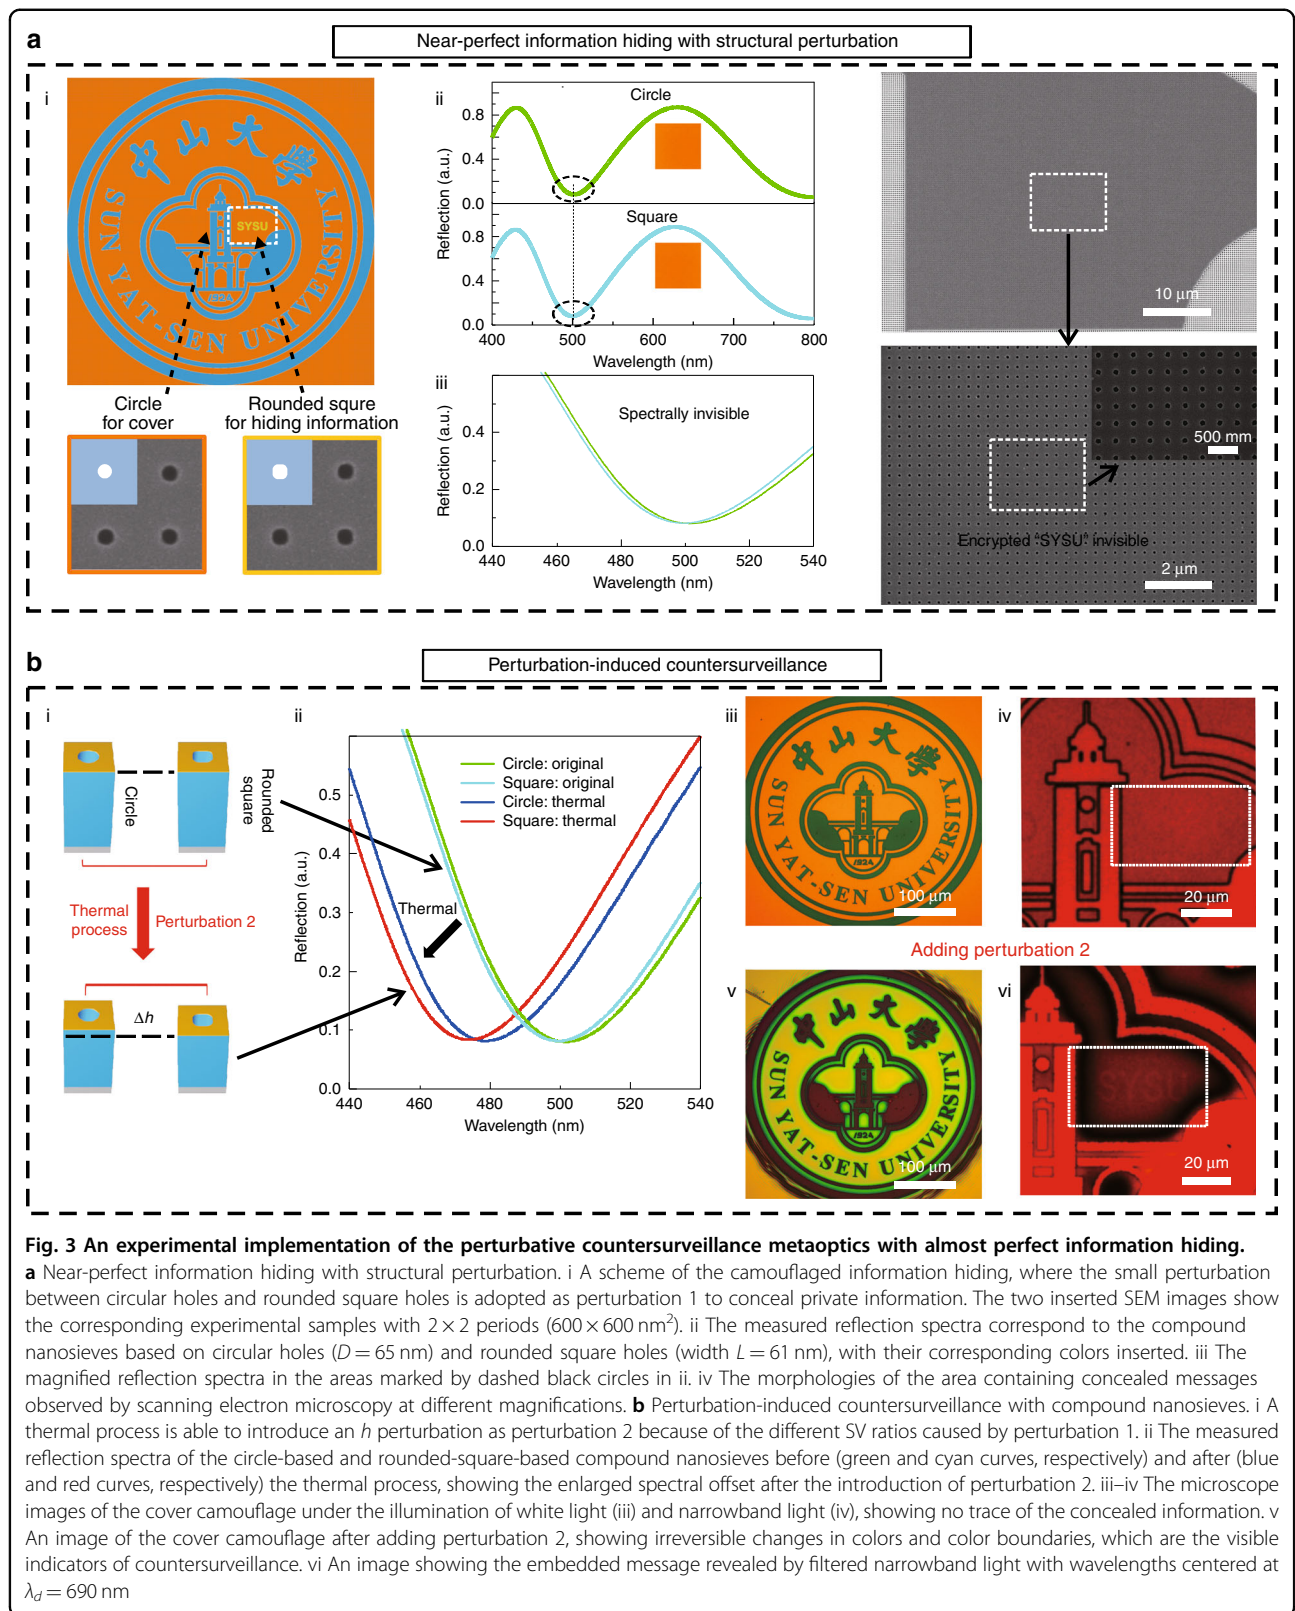 a
Near-perfect information hiding with structural perturbation
i
中山大學
SUN YAT-SEN UNIVERSITY
SYSU
1924
Circle
for cover
Rounded squre
for hiding information
ii
Circle
0.8
0.4
0.0
Square
0.8
0.4
0.0
Reflection (a.u.)
Reflection (a.u.)
400 500 600 700 800
Wavelength (nm)
iii
Spectrally invisible
0.4
0.2
0.0
Reflection (a.u.)
440 460 480 500 520 540
Wavelength (nm)
10 μm
500 mm
Encrypted "SYSU" invisible
2 μm
b
Perturbation-induced countersurveillance
i
Circle
Rounded
square
Thermal
process
Perturbation 2
Δh
ii
Circle: original
Square: original
Circle: thermal
Square: thermal
Thermal
0.5
0.4
0.3
0.2
0.1
0.0
Reflection (a.u.)
440 460 480 500 520 540
Wavelength (nm)
iii
中山大學
SUN YAT-SEN UNIVERSITY
1924
100 μm
iv
20 μm
Adding perturbation 2
v
中山大學
SUN YAT-SEN UNIVERSITY
1924
100 μm
vi
SYSU
20 μm
Fig. 3 An experimental implementation of the perturbative countersurveillance metaoptics with almost perfect information hiding.
a Near-perfect information hiding with structural perturbation. i A scheme of the camouflaged information hiding, where the small perturbation
between circular holes and rounded square holes is adopted as perturbation 1 to conceal private information. The two inserted SEM images show
the corresponding experimental samples with 2 × 2 periods (600 × 600 nm²). ii The measured reflection spectra correspond to the compound
nanosieves based on circular holes (D = 65 nm) and rounded square holes (width L = 61 nm), with their corresponding colors inserted. iii The
magnified reflection spectra in the areas marked by dashed black circles in ii. iv The morphologies of the area containing concealed messages
observed by scanning electron microscopy at different magnifications. b Perturbation-induced countersurveillance with compound nanosieves. i A
thermal process is able to introduce an h perturbation as perturbation 2 because of the different SV ratios caused by perturbation 1. ii The measured
reflection spectra of the circle-based and rounded-square-based compound nanosieves before (green and cyan curves, respectively) and after (blue
and red curves, respectively) the thermal process, showing the enlarged spectral offset after the introduction of perturbation 2. iii–iv The microscope
images of the cover camouflage under the illumination of white light (iii) and narrowband light (iv), showing no trace of the concealed information. v
An image of the cover camouflage after adding perturbation 2, showing irreversible changes in colors and color boundaries, which are the visible
indicators of countersurveillance. vi An image showing the embedded message revealed by filtered narrowband light with wavelengths centered at
λd = 690 nm